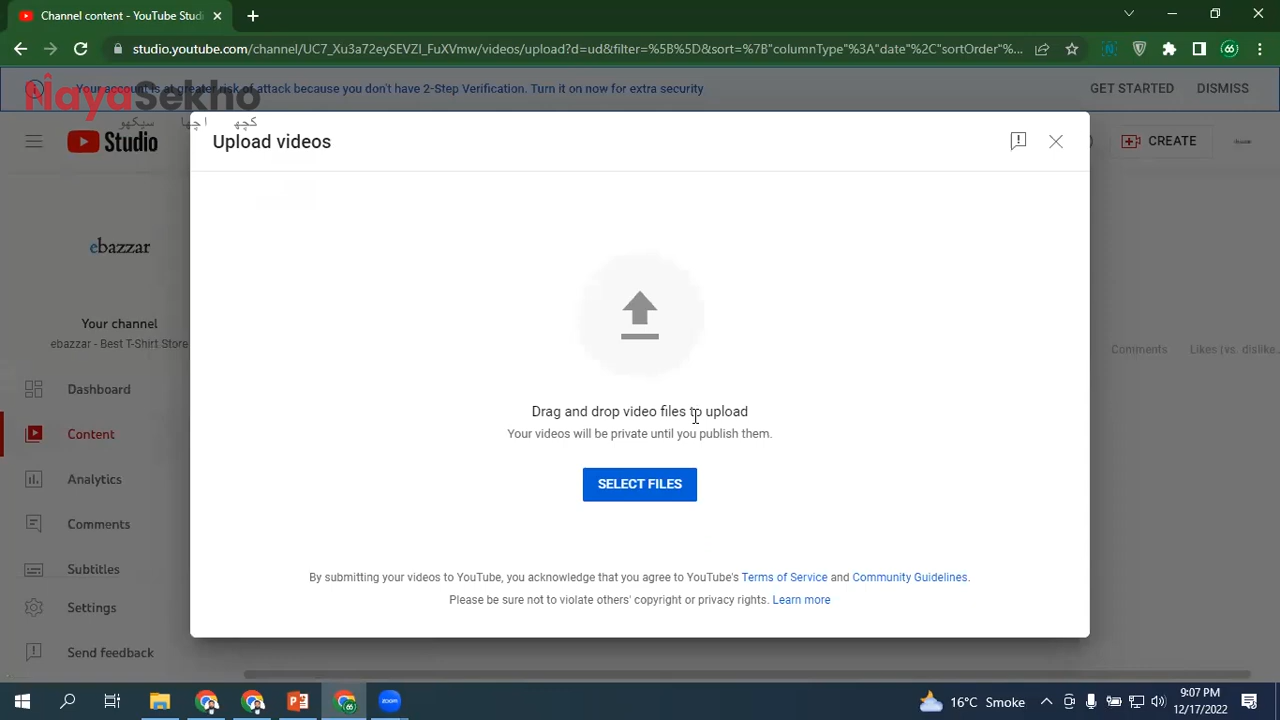 Content - YouTube Studio
studio.youtube.com/channel/UC7_Xu3a72eySEVZI_FuXVmw/videos/upload?d=ud&filter=%5B%5D&sort=%7B"columnType"%3A"date"%2C"sortOrder"%...
Your account is at greater risk of attack because you don't have 2-Step Verification. Turn it on now for extra security
GET STARTED
DISMISS
NayaSekho
کچھ اچھا سیکھو
Studio
Upload videos
CREATE
ebazzar
Your channel
ebazzar - Best T-Shirt Store
Dashboard
Content
Analytics
Comments
Subtitles
Settings
Send feedback
Comments
Likes (vs. dislike
Drag and drop video files to upload
Your videos will be private until you publish them.
SELECT FILES
By submitting your videos to YouTube, you acknowledge that you agree to YouTube's Terms of Service and Community Guidelines.
Please be sure not to violate others' copyright or privacy rights. Learn more
zoom
16°C Smoke
9:07 PM
12/17/2022